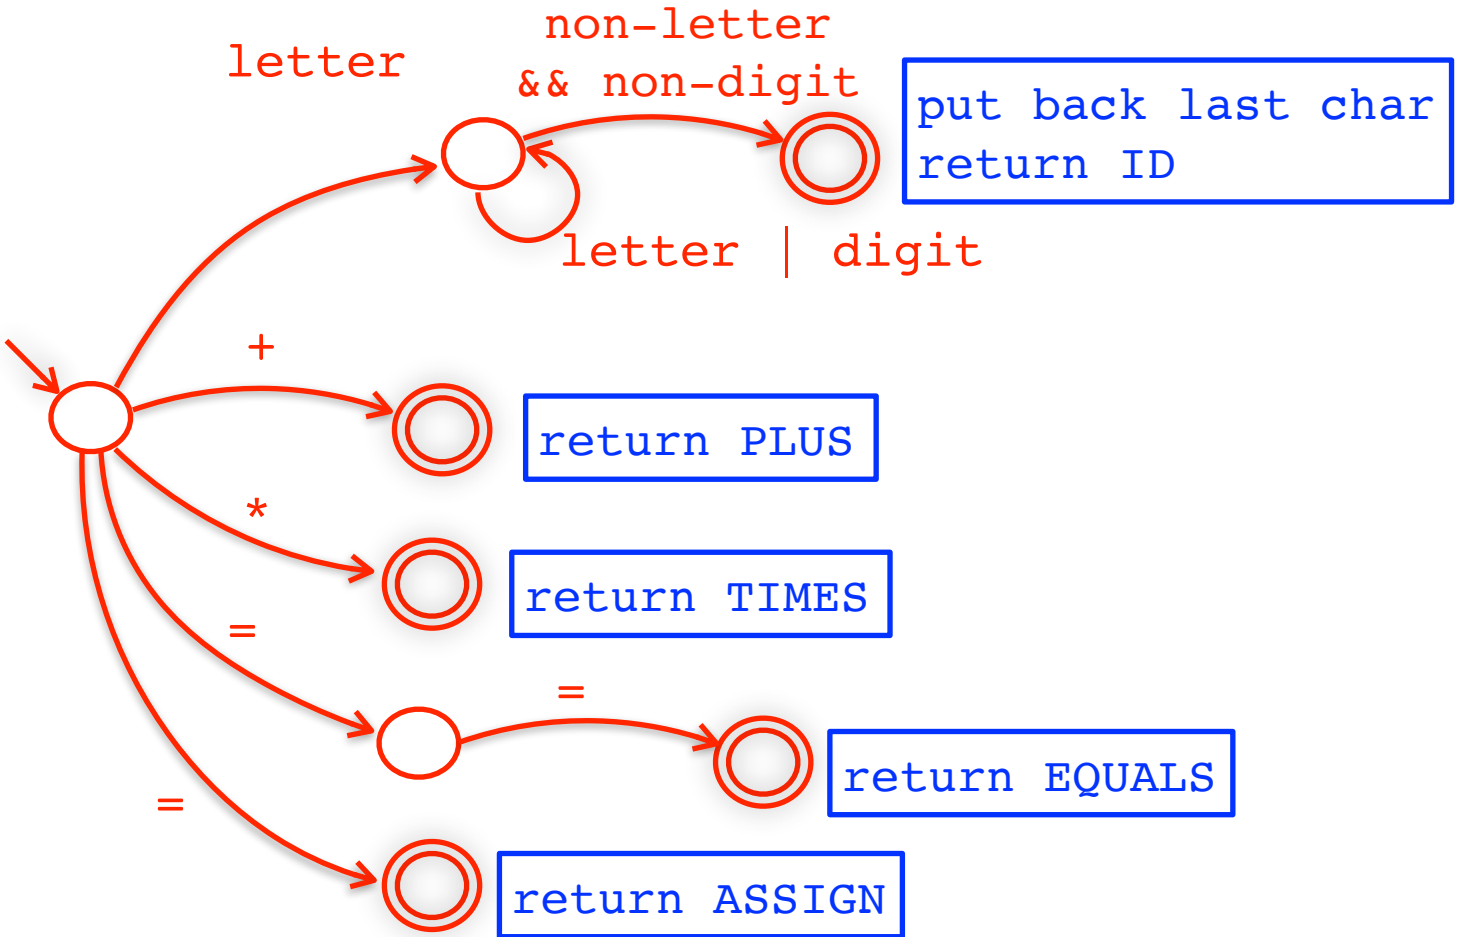 letter
non-letter
&& non-digit
put back last char
return ID
letter | digit
+
return PLUS
*
return TIMES
=
=
return EQUALS
=
return ASSIGN